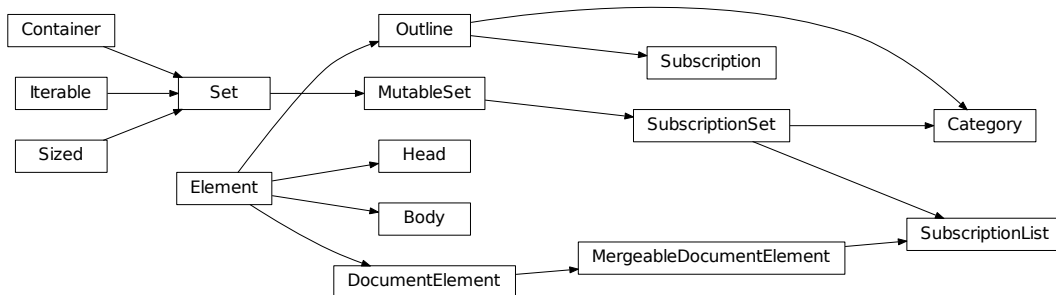 Container
Iterable
Sized
Set
Element
Outline
MutableSet
Head
Body
DocumentElement
Subscription
SubscriptionSet
MergeableDocumentElement
Category
SubscriptionList